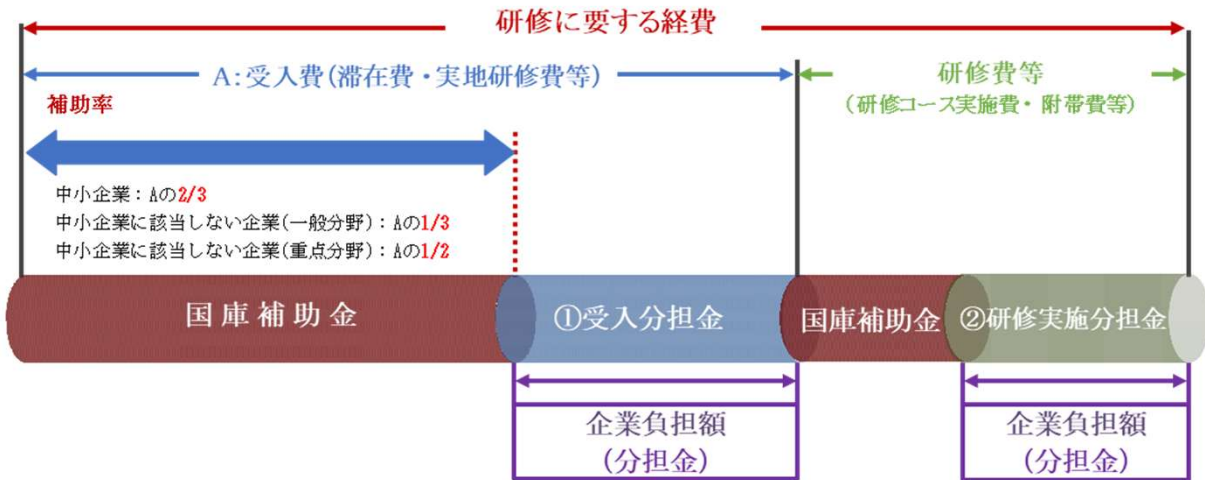 研修に要する経費
A:受入費(滞在費・実地研修費等)
研修費等
(研修コース実施費・附帯費等)
補助率
中小企業：Aの2/3
中小企業に該当しない企業(一般分野)：Aの1/3
中小企業に該当しない企業(重点分野)：Aの1/2
国庫補助金
①受入分担金
国庫補助金
②研修実施分担金
企業負担額
(分担金)
企業負担額
(分担金)